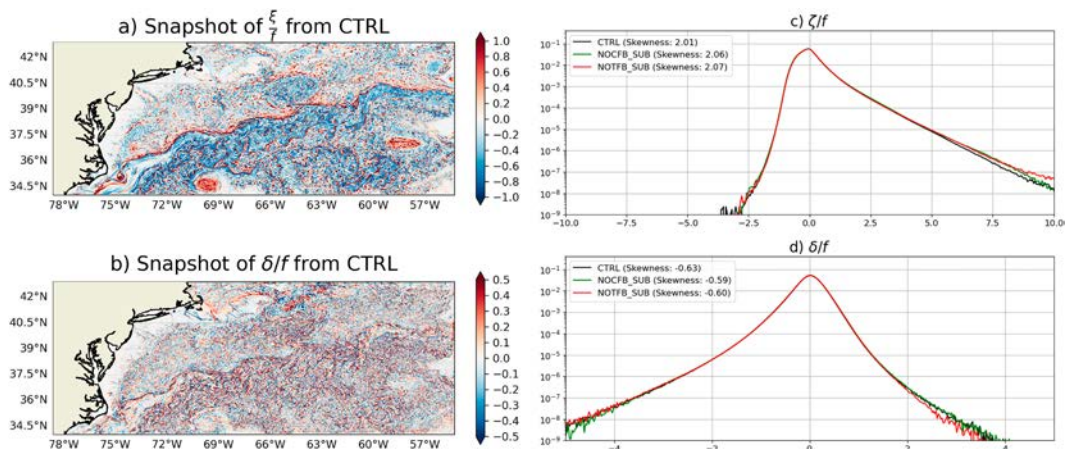 a) Snapshot of ξ/f from CTRL
42°N
40.5°N
39°N
37.5°N
36°N
34.5°N
78°W 75°W 72°W 69°W 66°W 63°W 60°W 57°W
1.0
0.8
0.6
0.4
0.2
0.0
−0.2
−0.4
−0.6
−0.8
−1.0
b) Snapshot of δ/f from CTRL
42°N
40.5°N
39°N
37.5°N
36°N
34.5°N
78°W 75°W 72°W 69°W 66°W 63°W 60°W 57°W
0.5
0.4
0.3
0.2
0.1
0.0
−0.1
−0.2
−0.3
−0.4
−0.5
c) ζ/f
CTRL (Skewness: 2.01)
NOCFB_SUB (Skewness: 2.06)
NOTFB_SUB (Skewness: 2.07)
10⁻¹
10⁻²
10⁻³
10⁻⁴
10⁻⁵
10⁻⁶
10⁻⁷
10⁻⁸
10⁻⁹
−10.0 −7.5 −5.0 −2.5 0.0 2.5 5.0 7.5 10.0
d) δ/f
CTRL (Skewness: -0.63)
NOCFB_SUB (Skewness: -0.59)
NOTFB_SUB (Skewness: -0.60)
10⁻¹
10⁻²
10⁻³
10⁻⁴
10⁻⁵
10⁻⁶
10⁻⁷
10⁻⁸
10⁻⁹
−4 −2 0 2 4